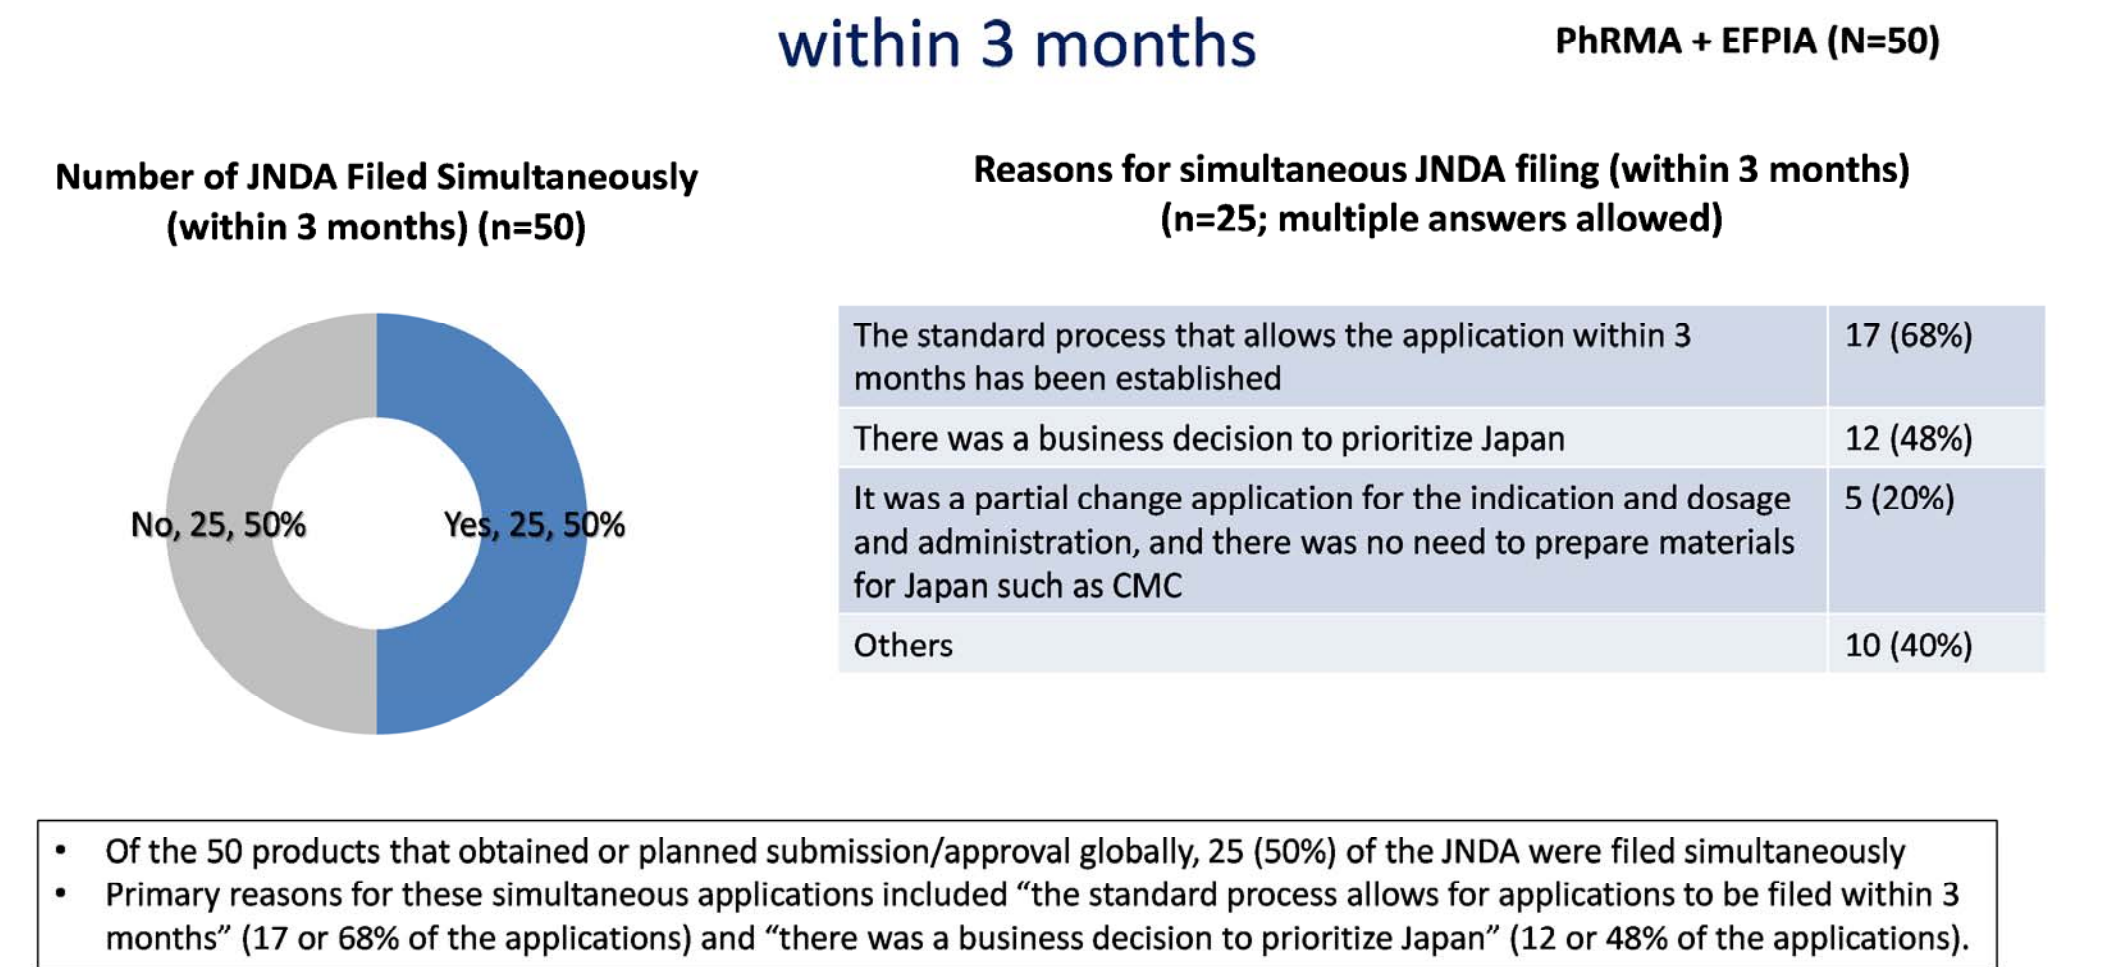 within 3 months
PhRMA + EFPIA (N=50)
Number of JNDA Filed Simultaneously
(within 3 months) (n=50)
No, 25, 50%
Yes, 25, 50%
Reasons for simultaneous JNDA filing (within 3 months)
(n=25; multiple answers allowed)
The standard process that allows the application within 3
months has been established
17 (68%)
There was a business decision to prioritize Japan
12 (48%)
It was a partial change application for the indication and dosage
and administration, and there was no need to prepare materials
for Japan such as CMC
5 (20%)
Others
10 (40%)
• Of the 50 products that obtained or planned submission/approval globally, 25 (50%) of the JNDA were filed simultaneously
• Primary reasons for these simultaneous applications included “the standard process allows for applications to be filed within 3
months” (17 or 68% of the applications) and “there was a business decision to prioritize Japan” (12 or 48% of the applications).